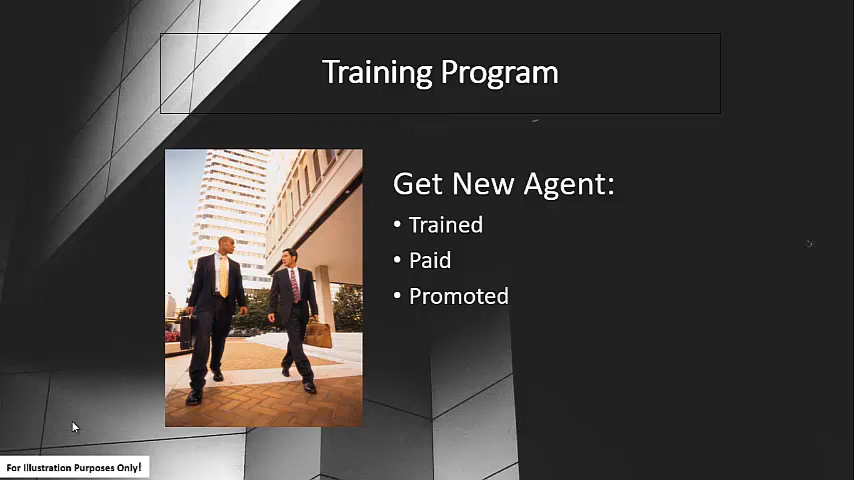 Training Program
Get New Agent:
• Trained
• Paid
• Promoted
For Illustration Purposes Only!